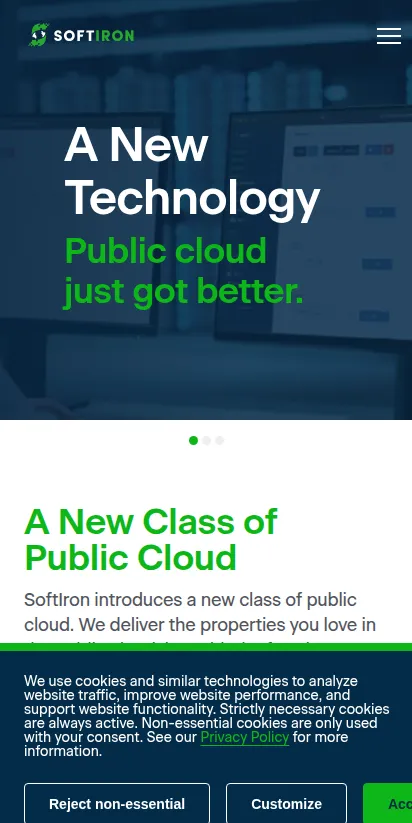 SOFTIRON
A New
Technology
Public cloud
just got better.
A New Class of
Public Cloud
SoftIron introduces a new class of public
cloud. We deliver the properties you love in
We use cookies and similar technologies to analyze
website traffic, improve website performance, and
support website functionality. Strictly necessary cookies
are always active. Non-essential cookies are only used
with your consent. See our Privacy Policy for more
information.
Reject non-essential
Customize